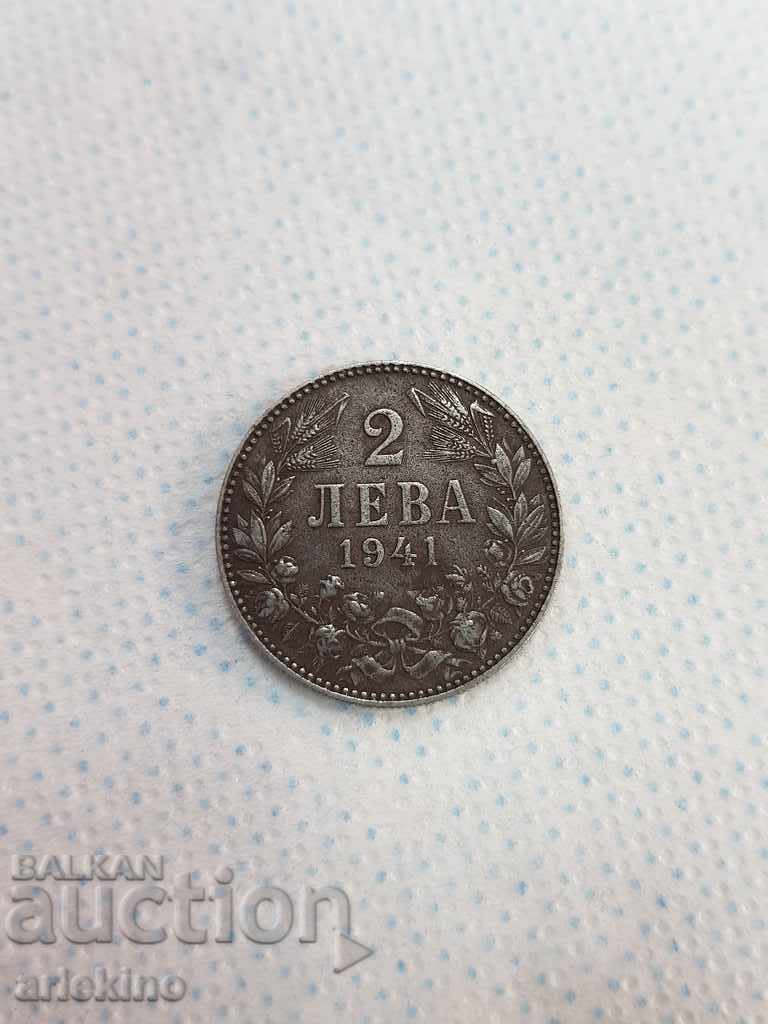 2
ЛЕВА
1941
BALKAN
auction
arlekino